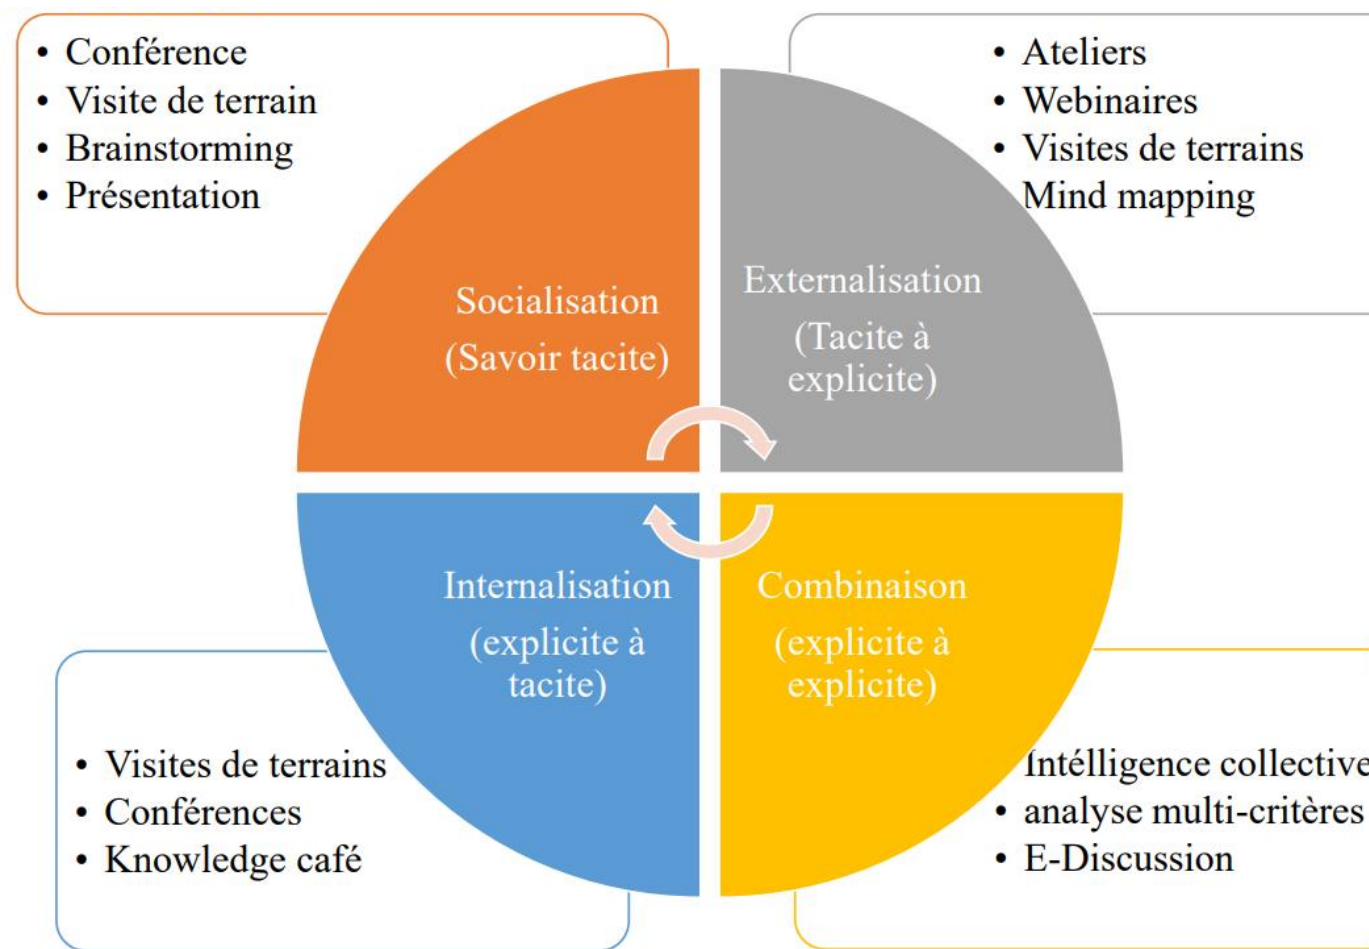 • Conférence
• Visite de terrain
• Brainstorming
• Présentation
• Ateliers
• Webinaires
• Visites de terrains
Mind mapping
Socialisation
(Savoir tacite)
Externalisation
(Tacite à
explicite)
Internalisation
(explicite à
tacite)
Combinaison
(explicite à
explicite)
• Visites de terrains
• Conférences
• Knowledge café
Intélligence collective
• analyse multi-critères
• E-Discussion